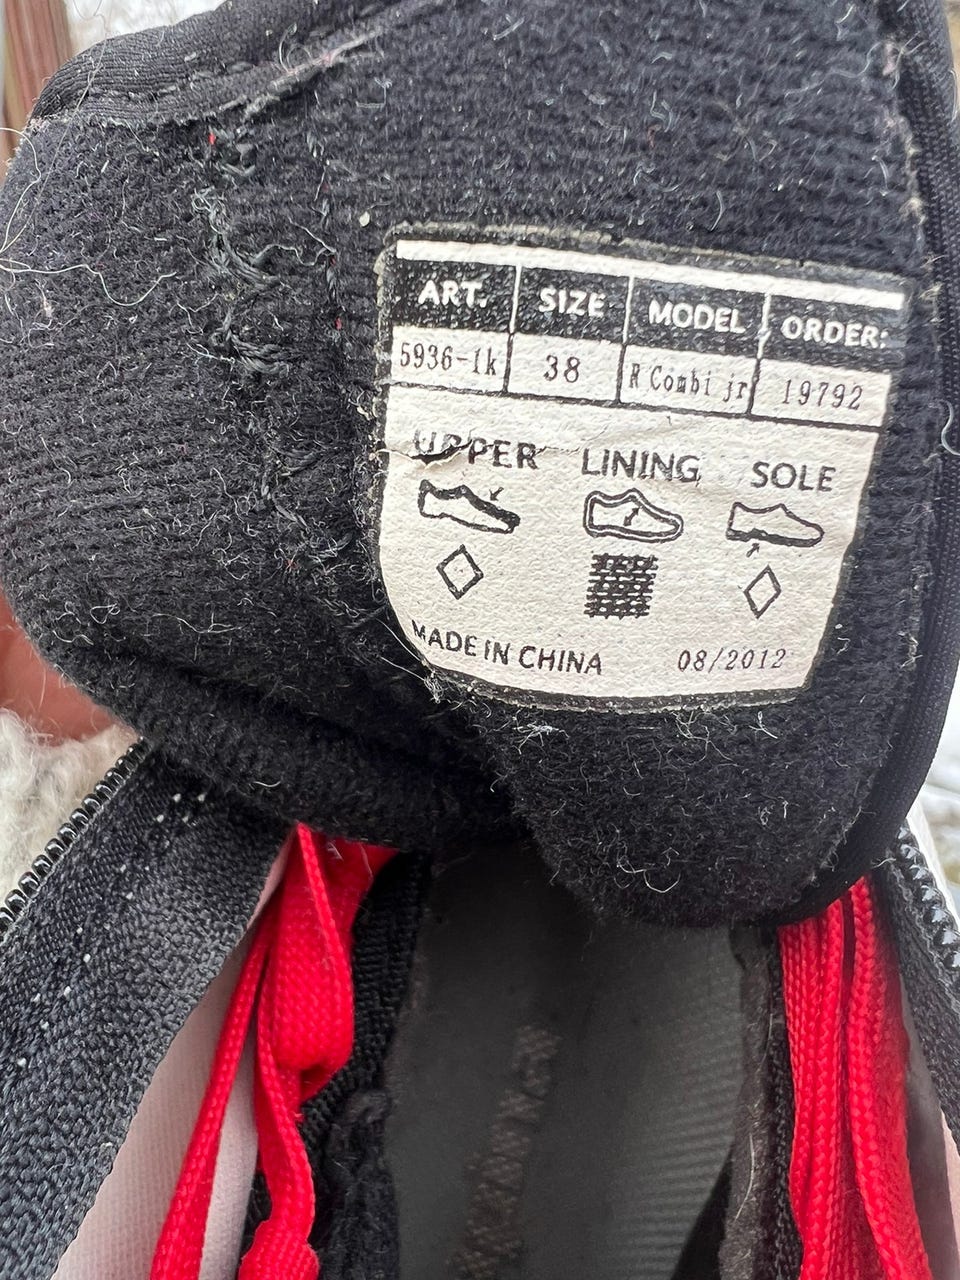 ART. SIZE MODEL ORDER:
5936-1k 38 R Combi jr 19792
UPPER LINING SOLE
MADE IN CHINA 08/2012